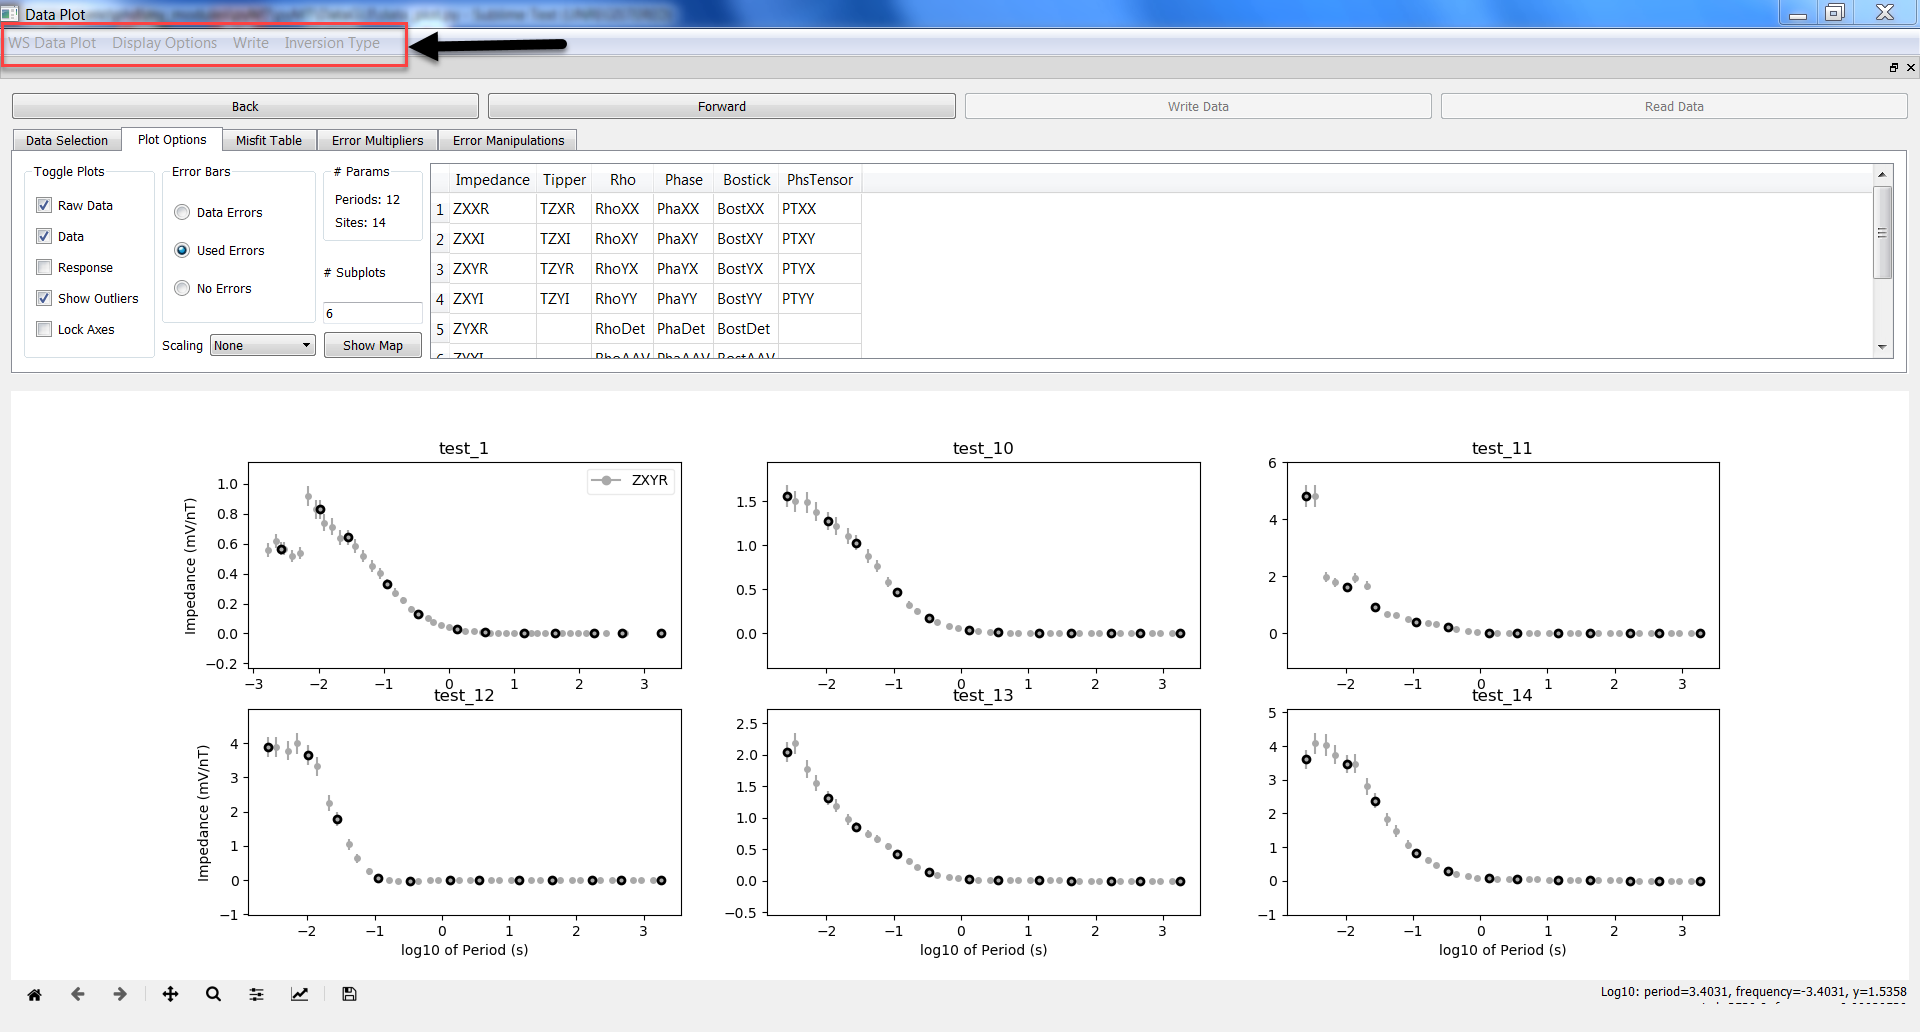 Data Plot
WS Data Plot Display Options Write Inversion Type
Back Forward Write Data Read Data
Data Selection Plot Options Misfit Table Error Multipliers Error Manipulations
Toggle Plots
Raw Data
Data
Response
Show Outliers
Lock Axes
Error Bars
Data Errors
Used Errors
No Errors
Scaling None
# Params
Periods: 12
Sites: 14
# Subplots
6
Show Map
Impedance Tipper Rho Phase Bostick PhsTensor
1 ZXXR TZXR RhoXX PhaXX BostXX PTXX
2 ZXXI TZXI RhoXY PhaXY BostXY PTXY
3 ZXYR TZYR RhoYX PhaYX BostYX PTYX
4 ZXYI TZYI RhoYY PhaYY BostYY PTYY
5 ZYXR RhoDet PhaDet BostDet
6 ZYXI RhoAAV PhaAAV BostAAV
test_1
ZXYR
Impedance (mV/nT)
1.0
0.8
0.6
0.4
0.2
0.0
−0.2
−3 −2 −1 0 1 2 3
test_10
1.5
1.0
0.5
0.0
−2 −1 0 1 2 3
test_11
6
4
2
0
−2 −1 0 1 2 3
test_12
Impedance (mV/nT)
4
3
2
1
0
−1
−2 −1 0 1 2 3
log10 of Period (s)
test_13
2.5
2.0
1.5
1.0
0.5
0.0
−0.5
−2 −1 0 1 2 3
log10 of Period (s)
test_14
5
4
3
2
1
0
−1
−2 −1 0 1 2 3
log10 of Period (s)
Log10: period=3.4031, frequency=-3.4031, y=1.5358